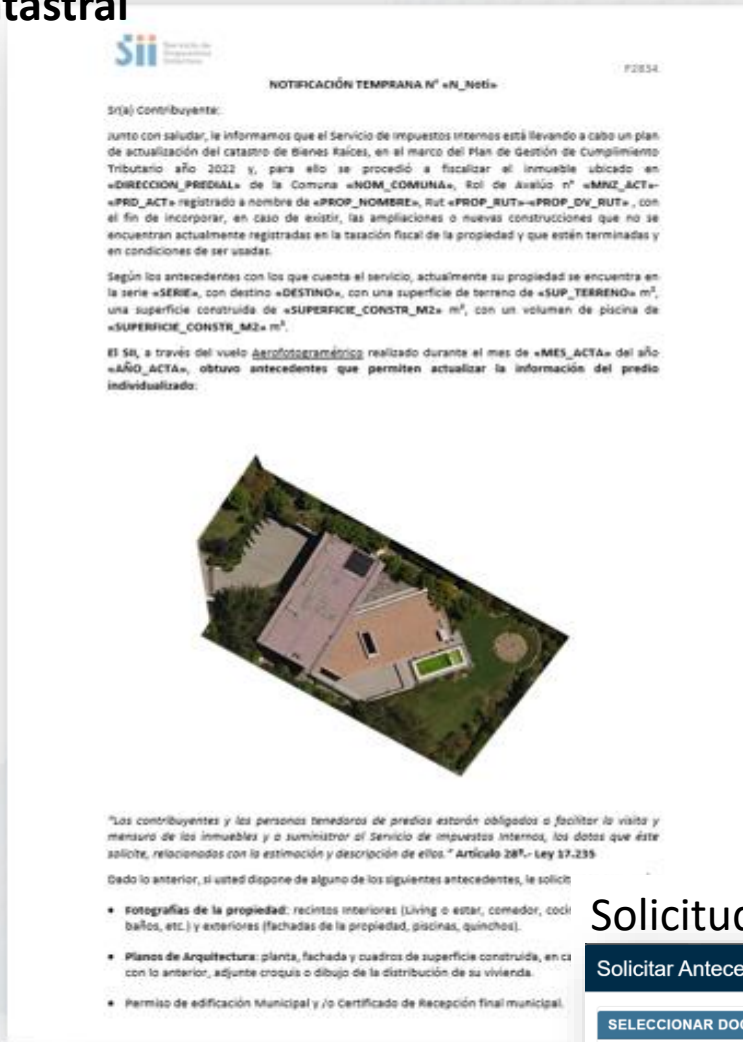 tastral
Sii Servicio de
Impuestos
Internos
F2834
NOTIFICACIÓN TEMPRANA N° «N_Noti»
Sr(a) Contribuyente:
Junto con saludar, le informamos que el Servicio de Impuestos Internos está llevando a cabo un plan
de actualización del catastro de Bienes Raíces, en el marco del Plan de Gestión de Cumplimiento
Tributario año 2022 y, para ello se procedió a fiscalizar el inmueble ubicado en
«DIRECCION_PREDIAL» de la Comuna «NOM_COMUNA», Rol de Avalúo n° «MNZ_ACT»-
«PRD_ACT» registrado a nombre de «PROP_NOMBRE», Rut «PROP_RUT»-«PROP_DV_RUT» , con
el fin de incorporar, en caso de existir, las ampliaciones o nuevas construcciones que no se
encuentran actualmente registradas en la tasación fiscal de la propiedad y que estén terminadas y
en condiciones de ser usadas.
Según los antecedentes con los que cuenta el servicio, actualmente su propiedad se encuentra en
la serie «SERIE», con destino «DESTINO», con una superficie de terreno de «SUP_TERRENO» m²,
una superficie construida de «SUPERFICIE_CONSTR_M2» m², con un volumen de piscina de
«SUPERFICIE_CONSTR_M2» m³.
El SII, a través del vuelo Aerofotogramétrico realizado durante el mes de «MES_ACTA» del año
«AÑO_ACTA», obtuvo antecedentes que permiten actualizar la información del predio
individualizado:
"Los contribuyentes y las personas tenedoras de predios estarán obligados a facilitar la visita y
mensura de los inmuebles y a suministrar al Servicio de Impuestos Internos, los datos que éste
solicite, relacionados con la estimación y descripción de ellos." Artículo 28º.- Ley 17.235
Dado lo anterior, si usted dispone de alguno de los siguientes antecedentes, le solicit
• Fotografías de la propiedad: recintos interiores (Living o estar, comedor, coci
baños, etc.) y exteriores (fachadas de la propiedad, piscinas, quinchos).
• Planos de Arquitectura: planta, fachada y cuadros de superficie construida, en ca
con lo anterior, adjunte croquis o dibujo de la distribución de su vivienda.
• Permiso de edificación Municipal y /o Certificado de Recepción final municipal.
Solicitud
Solicitar Antece
SELECCIONAR DO